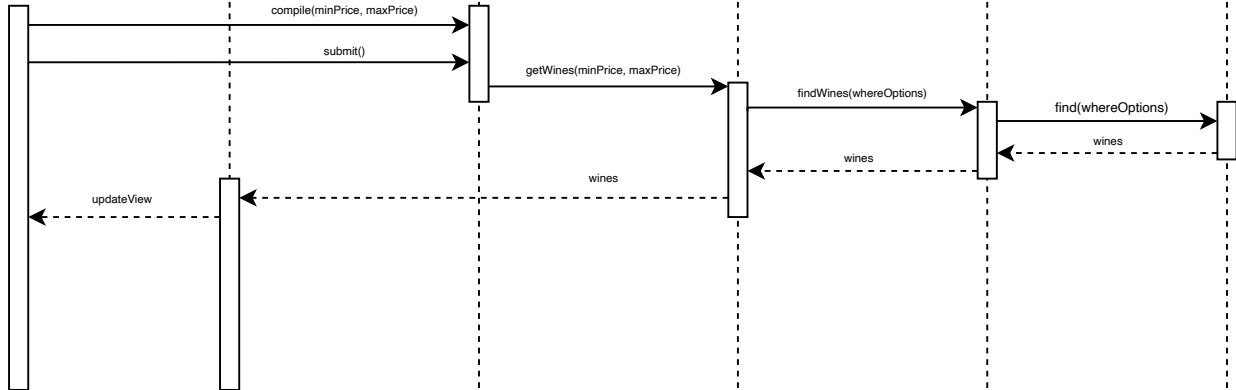 compile(minPrice, maxPrice)
submit()
getWines(minPrice, maxPrice)
findWines(whereOptions)
find(whereOptions)
wines
wines
wines
updateView